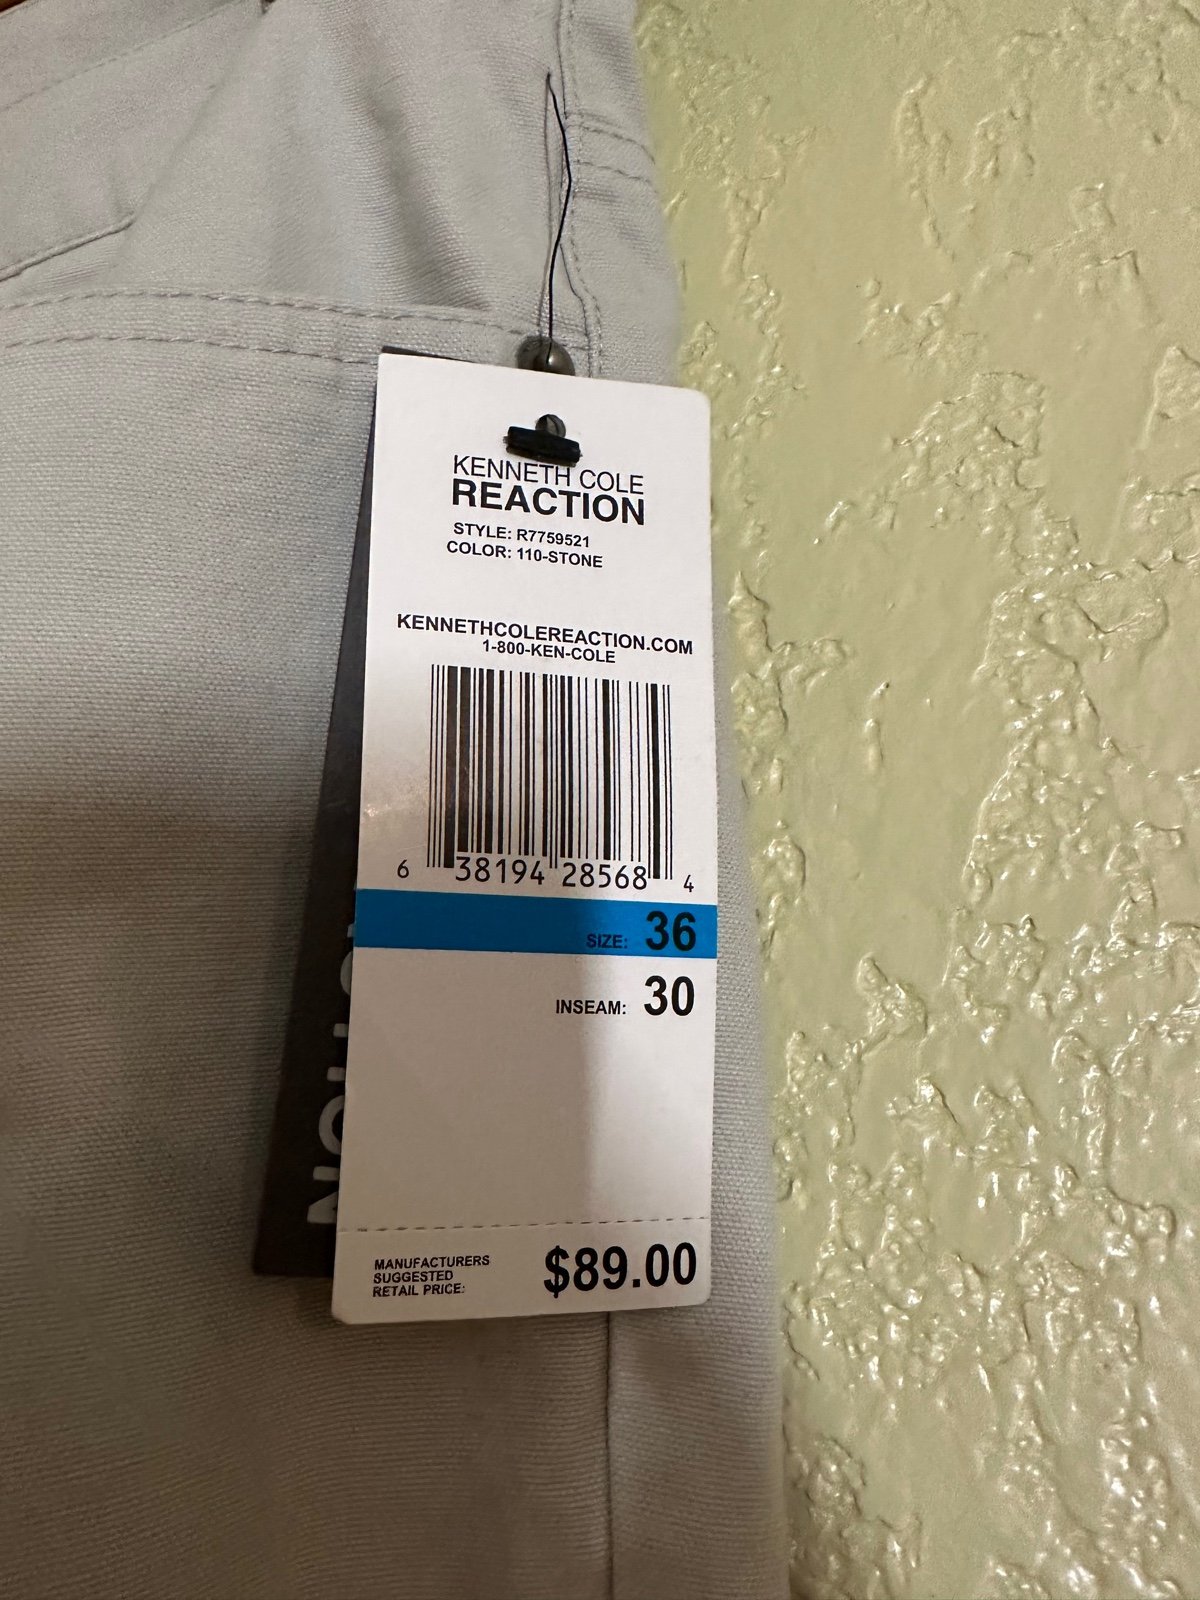 KENNETH COLE
REACTION
STYLE: R7759521
COLOR: 110-STONE
KENNETHCOLEREACTION.COM
1-800-KEN-COLE
6 38194 28568 4
SIZE: 36
INSEAM: 30
MANUFACTURERS
SUGGESTED
RETAIL PRICE:
$89.00